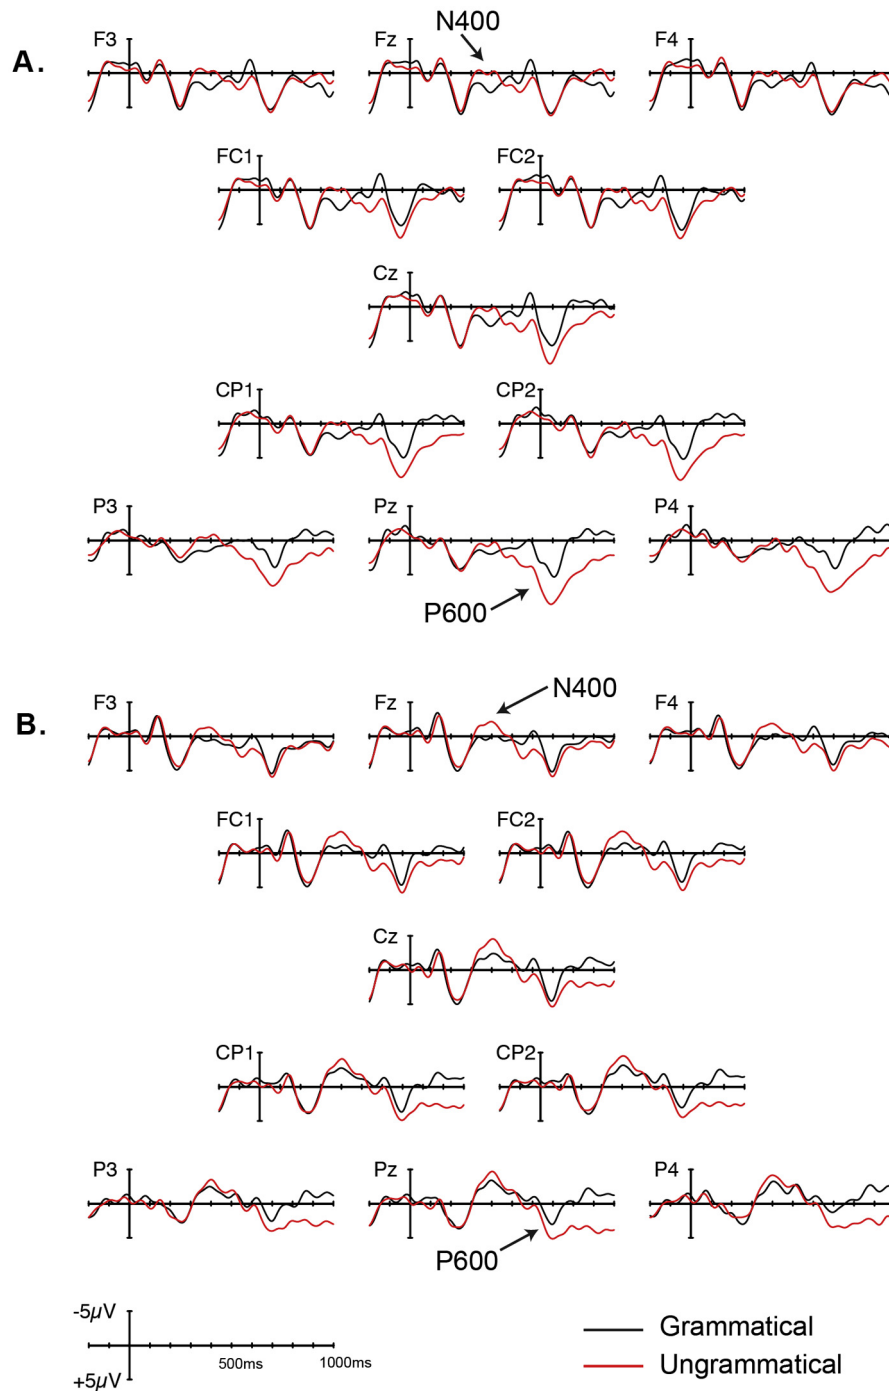 N400
A.
F3 Fz F4
FC1 FC2
Cz
CP1 CP2
P3 Pz P4
P600
N400
B.
F3 Fz F4
FC1 FC2
Cz
CP1 CP2
P3 Pz P4
P600
-5µV
+5µV
500ms 1000ms
Grammatical
Ungrammatical